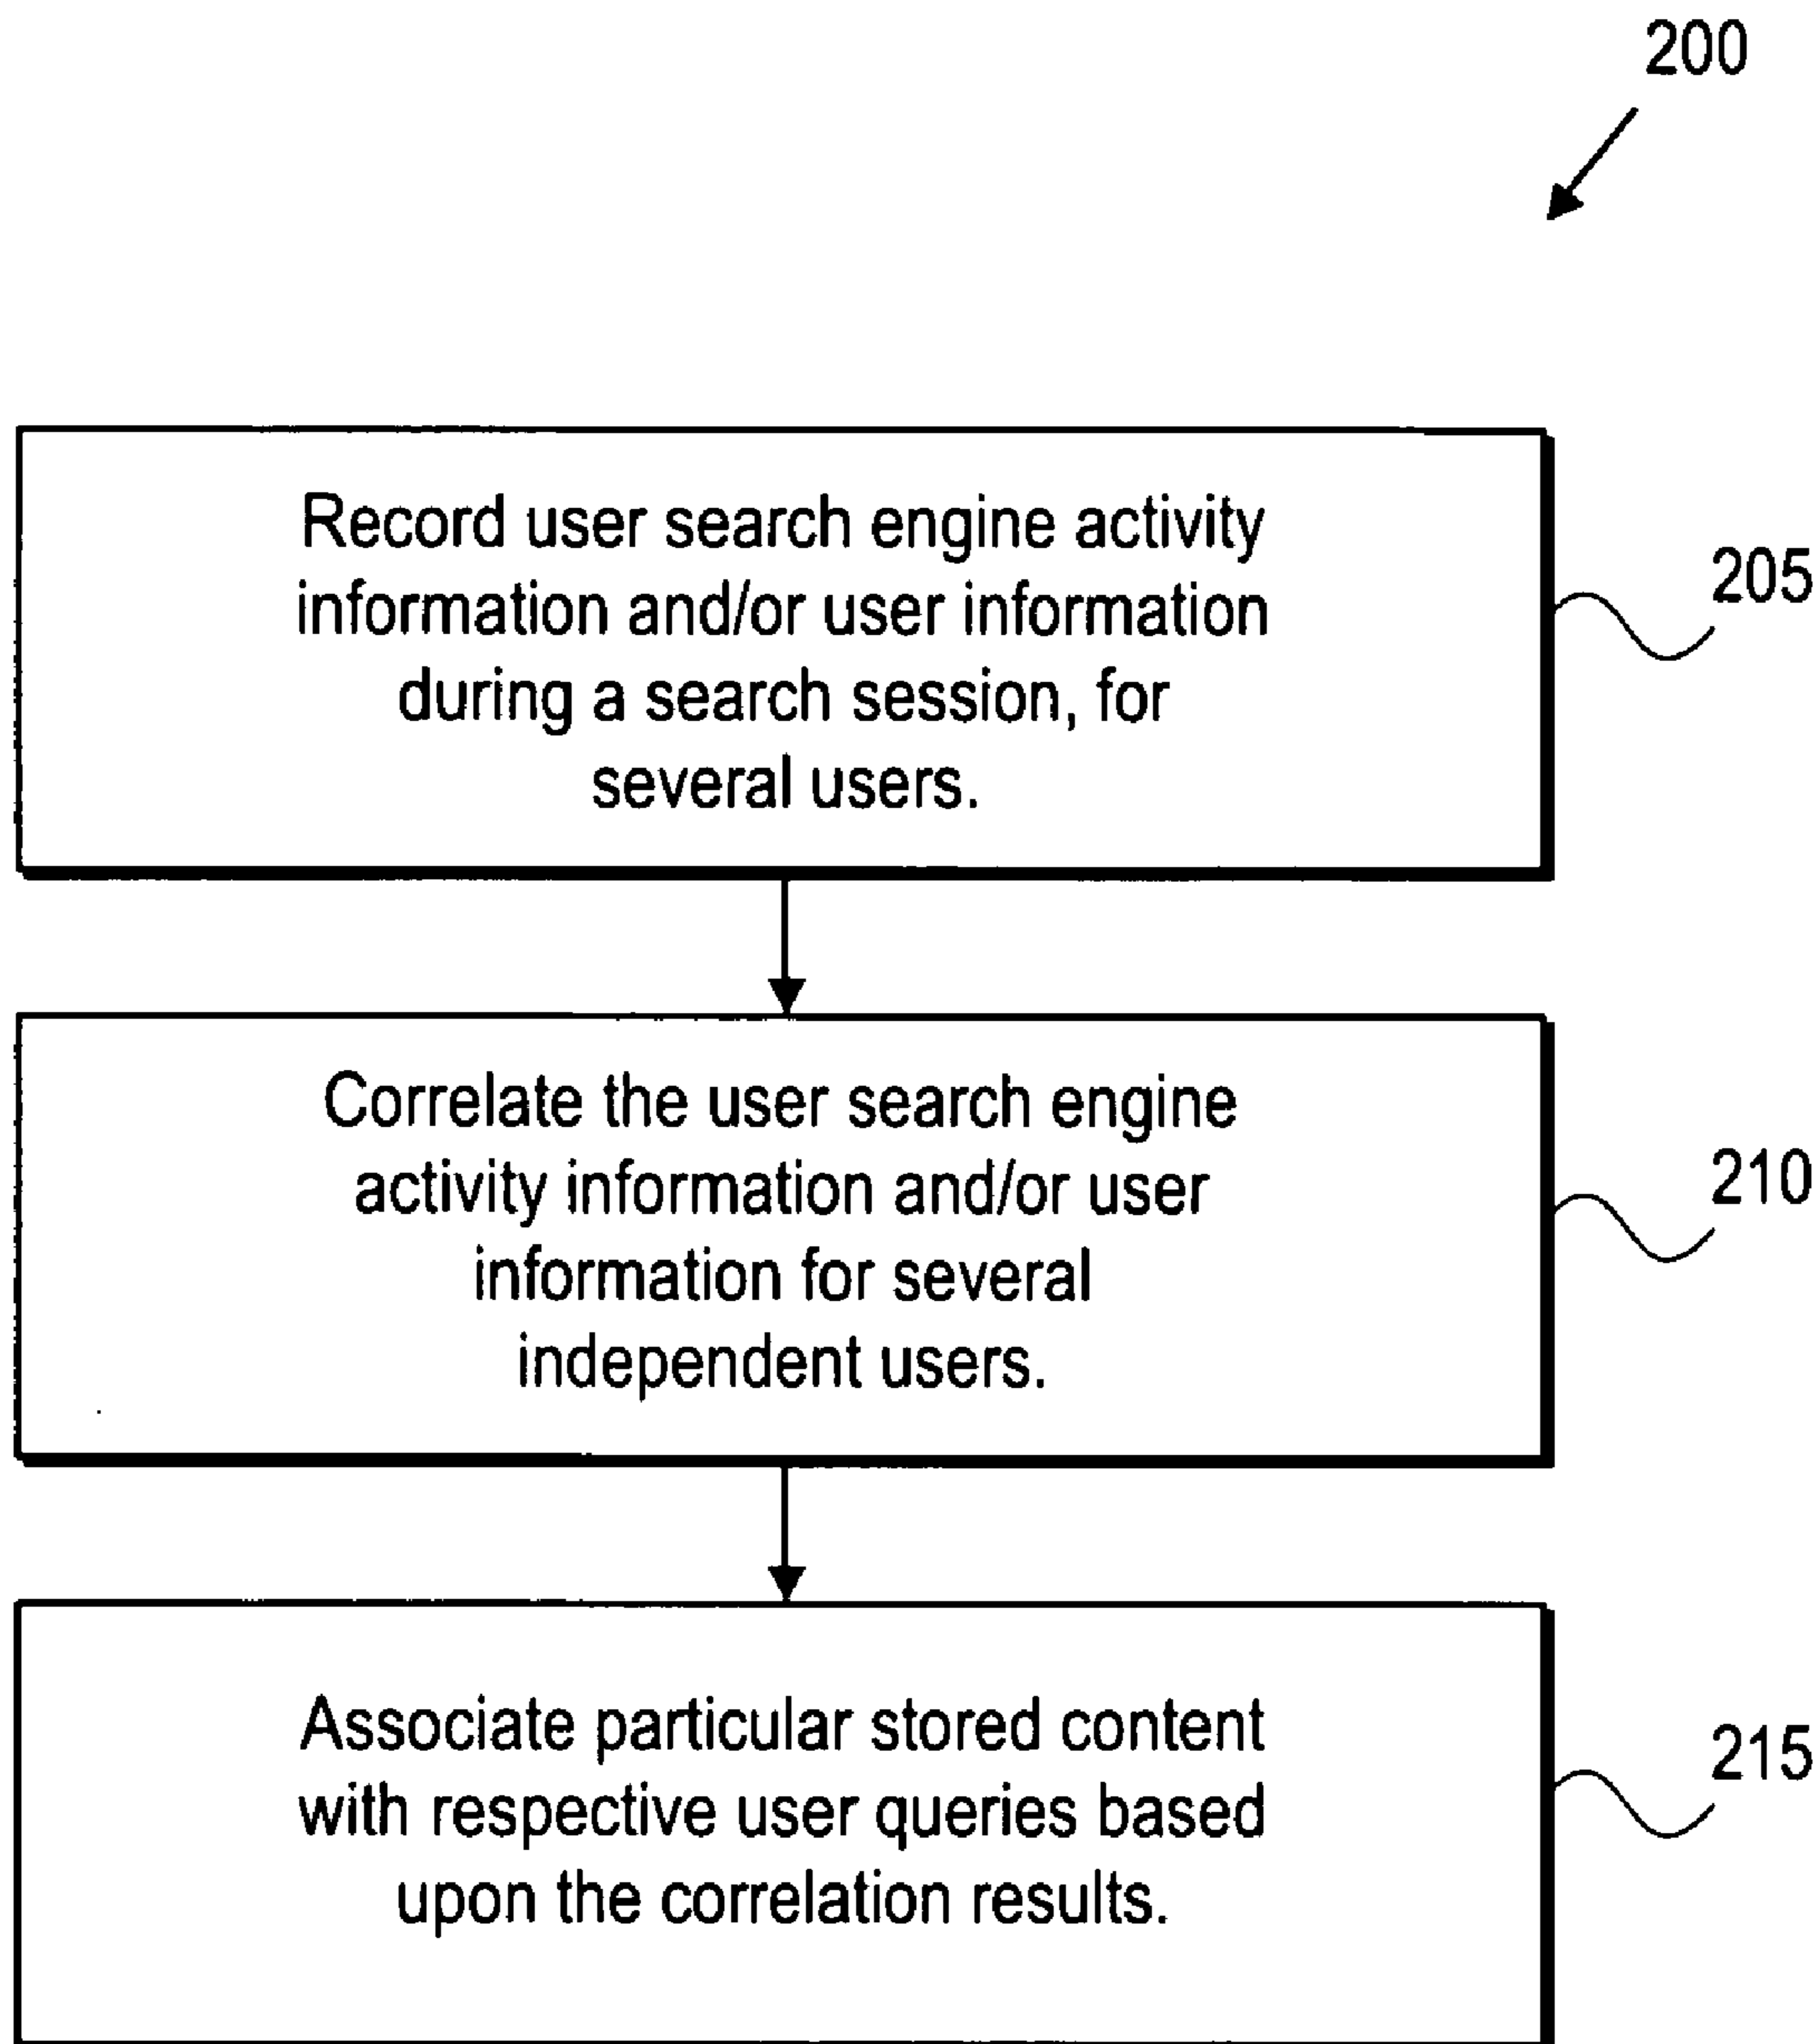 200
Record user search engine activity
information and/or user information
during a search session, for
several users.
205
Correlate the user search engine
activity information and/or user
information for several
independent users.
210
Associate particular stored content
with respective user queries based
upon the correlation results.
215